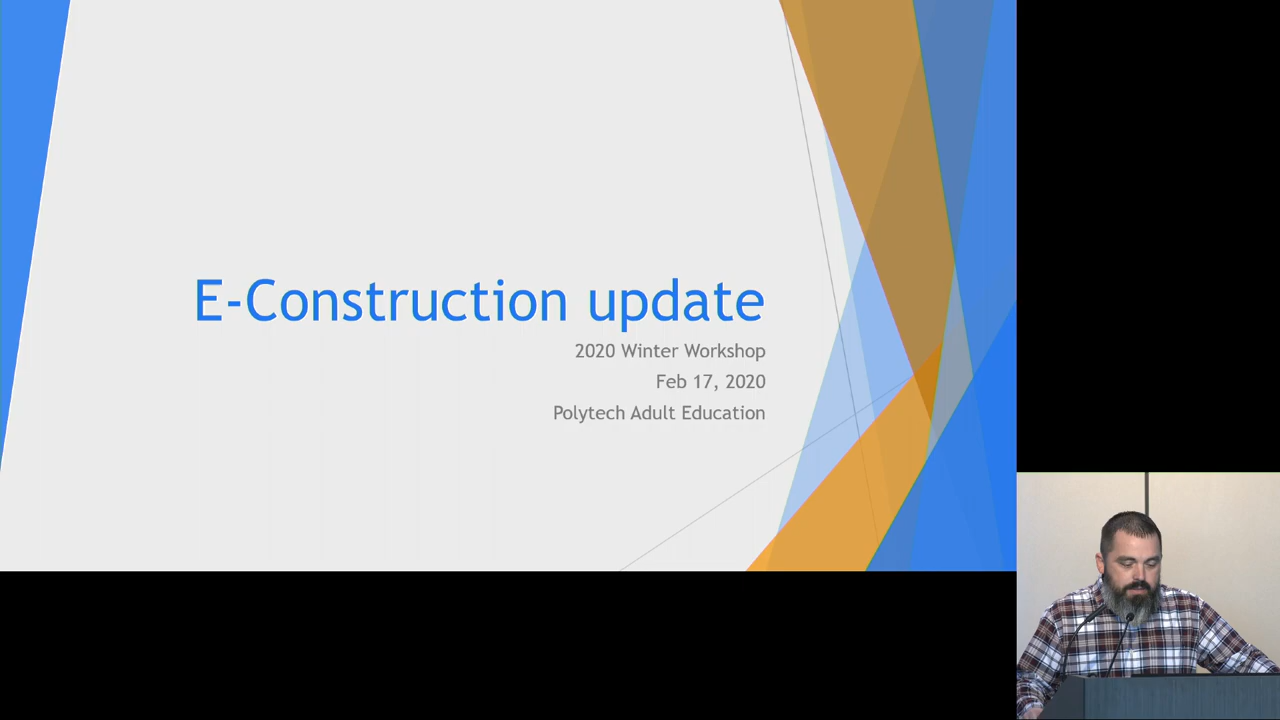 E-Construction update
2020 Winter Workshop
Feb 17, 2020
Polytech Adult Education